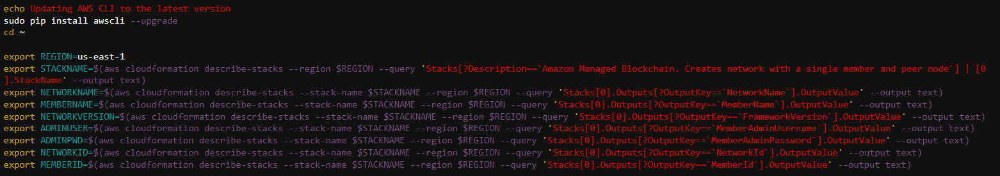 echo Updating AWS CLI to the latest version
sudo pip install awscli --upgrade
cd ~
export REGION=us-east-1
export STACKNAME=$(aws cloudformation describe-stacks --region $REGION --query 'Stacks[?Description==`Amazon Managed Blockchain. Creates network with a single member and peer node`] | [0
].StackName' --output text)
export NETWORKNAME=$(aws cloudformation describe-stacks --stack-name $STACKNAME --region $REGION --query 'Stacks[0].Outputs[?OutputKey==`NetworkName`].OutputValue' --output text)
export MEMBERNAME=$(aws cloudformation describe-stacks --stack-name $STACKNAME --region $REGION --query 'Stacks[0].Outputs[?OutputKey==`MemberName`].OutputValue' --output text)
export NETWORKVERSION=$(aws cloudformation describe-stacks --stack-name $STACKNAME --region $REGION --query 'Stacks[0].Outputs[?OutputKey==`FrameworkVersion`].OutputValue' --output text)
export ADMINUSER=$(aws cloudformation describe-stacks --stack-name $STACKNAME --region $REGION --query 'Stacks[0].Outputs[?OutputKey==`MemberAdminUsername`].OutputValue' --output text)
export ADMINPWD=$(aws cloudformation describe-stacks --stack-name $STACKNAME --region $REGION --query 'Stacks[0].Outputs[?OutputKey==`MemberAdminPassword`].OutputValue' --output text)
export NETWORKID=$(aws cloudformation describe-stacks --stack-name $STACKNAME --region $REGION --query 'Stacks[0].Outputs[?OutputKey==`NetworkId`].OutputValue' --output text)
export MEMBERID=$(aws cloudformation describe-stacks --stack-name $STACKNAME --region $REGION --query 'Stacks[0].Outputs[?OutputKey==`MemberId`].OutputValue' --output text)